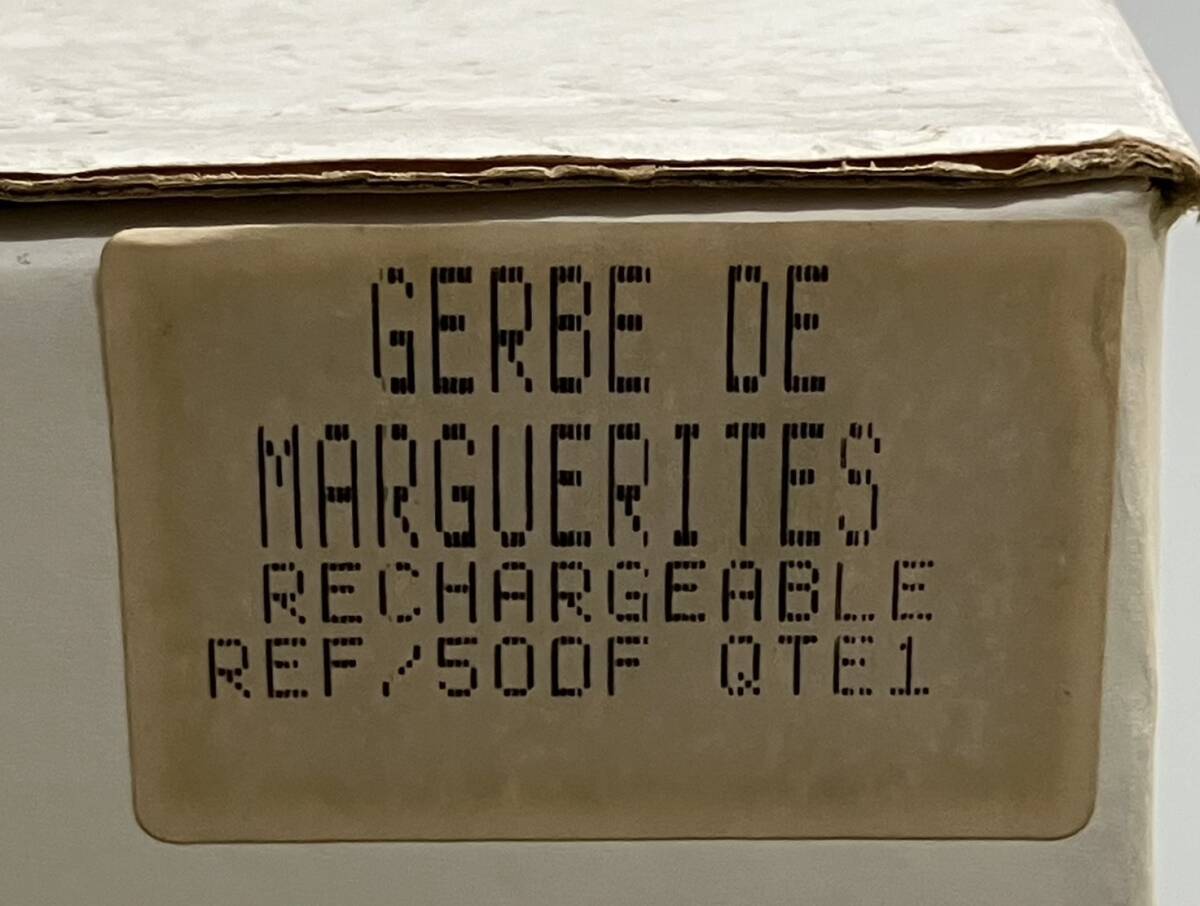 GERBE DE
MARGUERITES
RECHARGEABLE
REF/500F QTE1